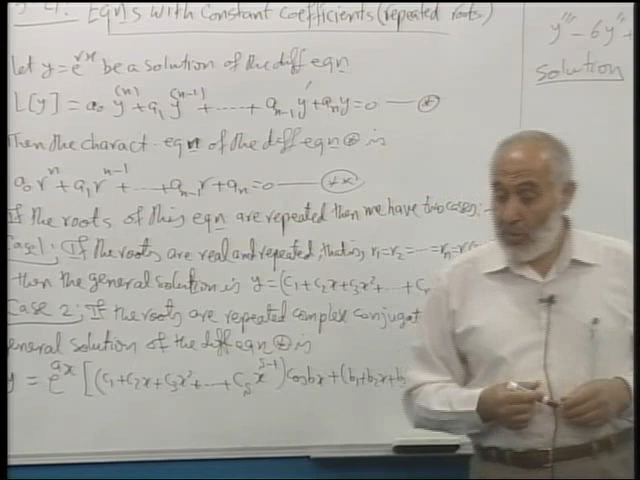 Eqns with Constant Coefficients (repeated roots)
Let y = e^{rx} be a solution of the diff eqn
L[y] = a₀ y^{(n)} + a₁ y^{(n-1)} + ...... + a_{n-1} y' + a_n y = 0 — ⊛
Then the charact. eqn of the diff eqn ⊛ is
a₀ r^n + a₁ r^{n-1} + ... + a_{n-1} r + a_n = 0 — (**)
If the roots of this eqn are repeated then we have two cases: -
Case 1: If the roots are real and repeated, that is, r₁ = r₂ = ... = r_n = r
then the general solution is y = (c₁ + c₂x + c₃x² + ... + c
Case 2: If the roots are repeated complex conjugat
general solution of the diff eqn ⊛ is
y = e^{ax} [(c₁ + c₂x + c₃x² + ... + c_s x^{s-1}) cos bx + (b₁ + b₂x + b₃
y''' - 6y'' +
solution